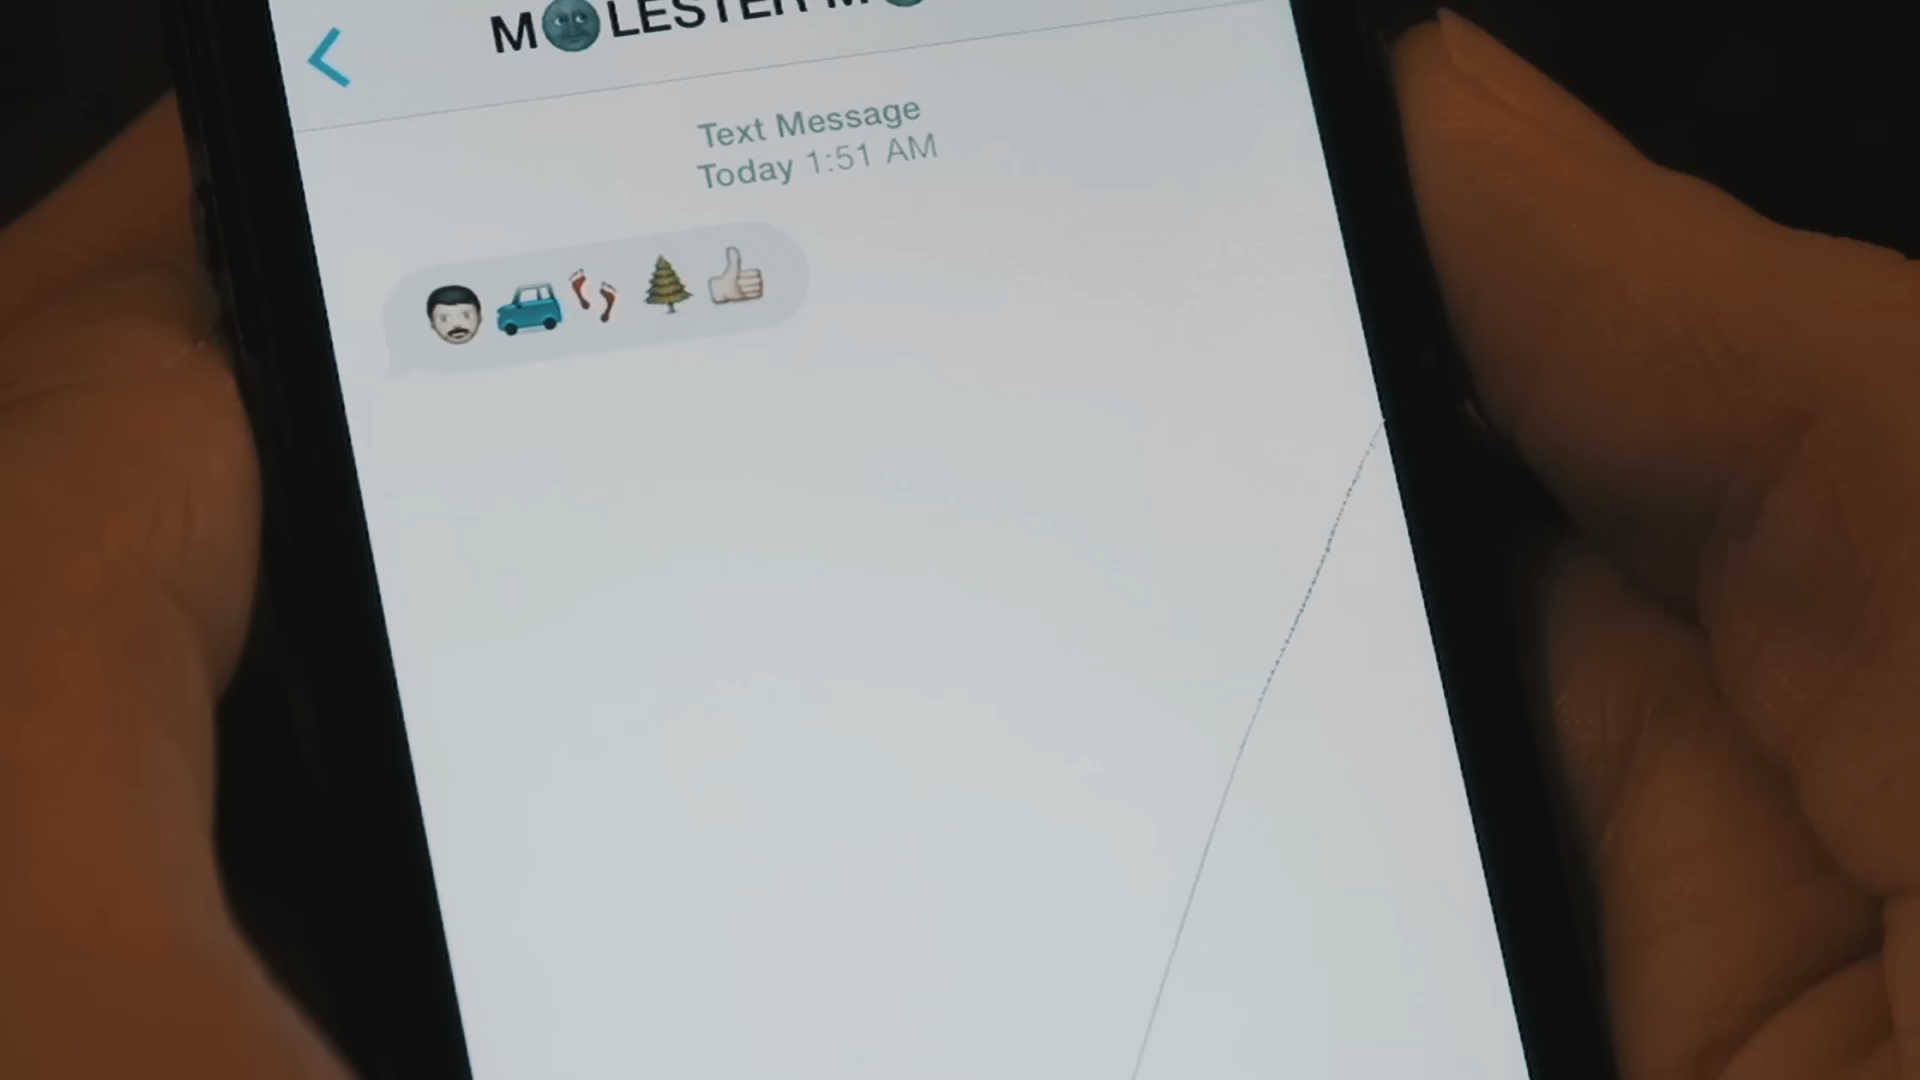 M🌚LESTER M🌚
Text Message
Today 1:51 AM
👨🚙👣🌲👍